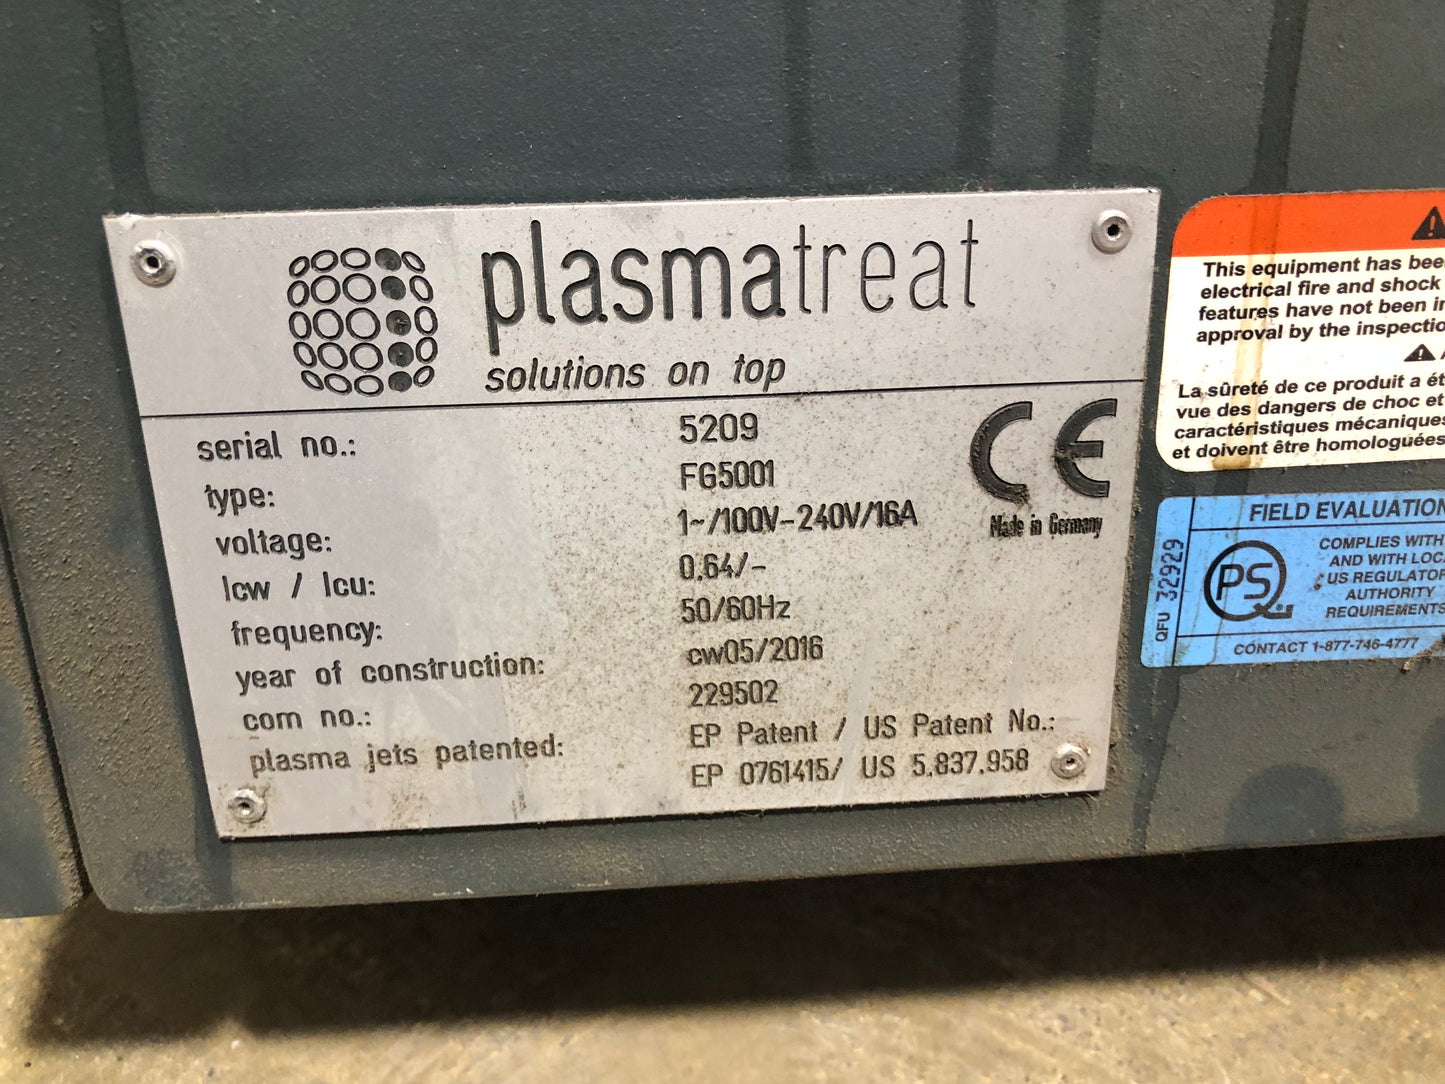 plasmatreat
solutions on top
serial no.: 5209
type: FG5001
voltage: 1~/100V-240V/16A
Icw / Icu: 0.64/-
frequency: 50/60Hz
year of construction: cw05/2016
com no.: 229502
plasma jets patented: EP Patent / US Patent No.:
EP 0761415/ US 5.837.958
CE
Made in Germany
This equipment has bee
electrical fire and shock
features have not been in
approval by the inspectio
La sûreté de ce produit a ét
vue des dangers de choc et
caractéristiques mécaniques
et doivent être homologuées
FIELD EVALUATION
QFU 32929
PS
COMPLIES WITH
AND WITH LOC
US REGULATOR
AUTHORITY
REQUIREMENTS
CONTACT 1-877-746-4777